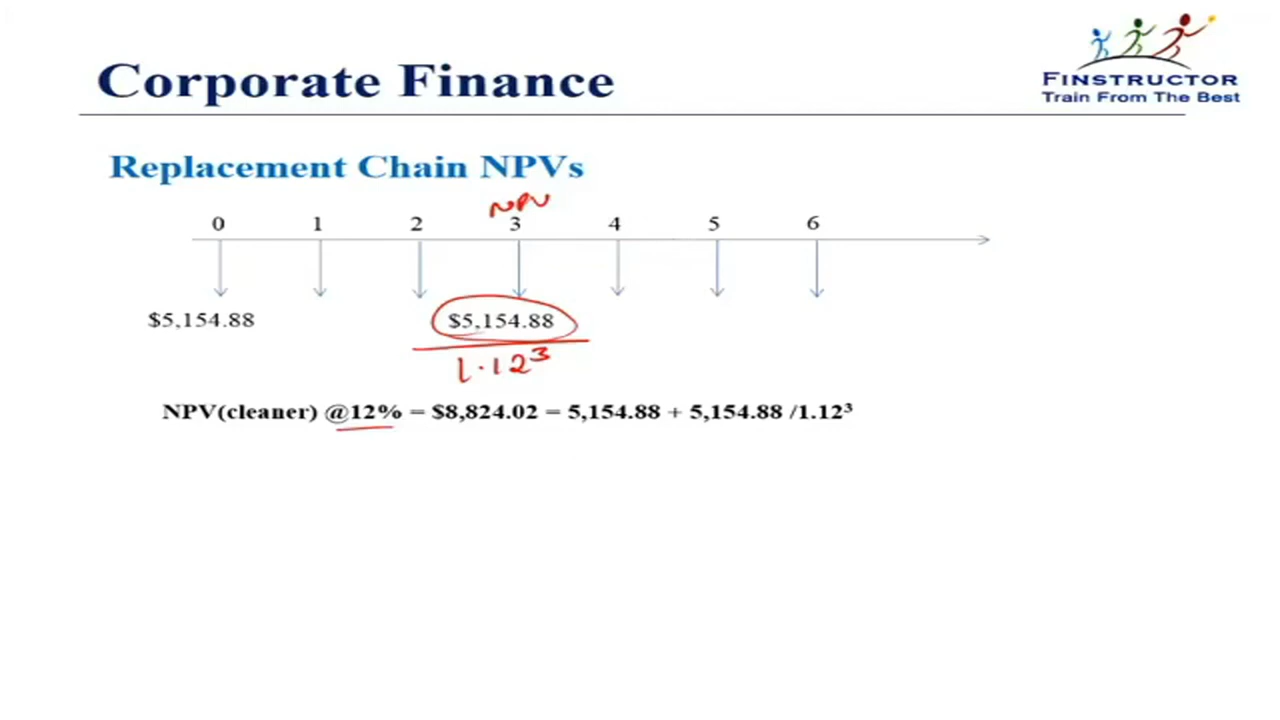 Corporate Finance
FINSTRUCTOR
Train From The Best
Replacement Chain NPVs
NPV
0 1 2 3 4 5 6
$5,154.88 $5,154.88
1.12³
NPV(cleaner) @12% = $8,824.02 = 5,154.88 + 5,154.88 /1.12³